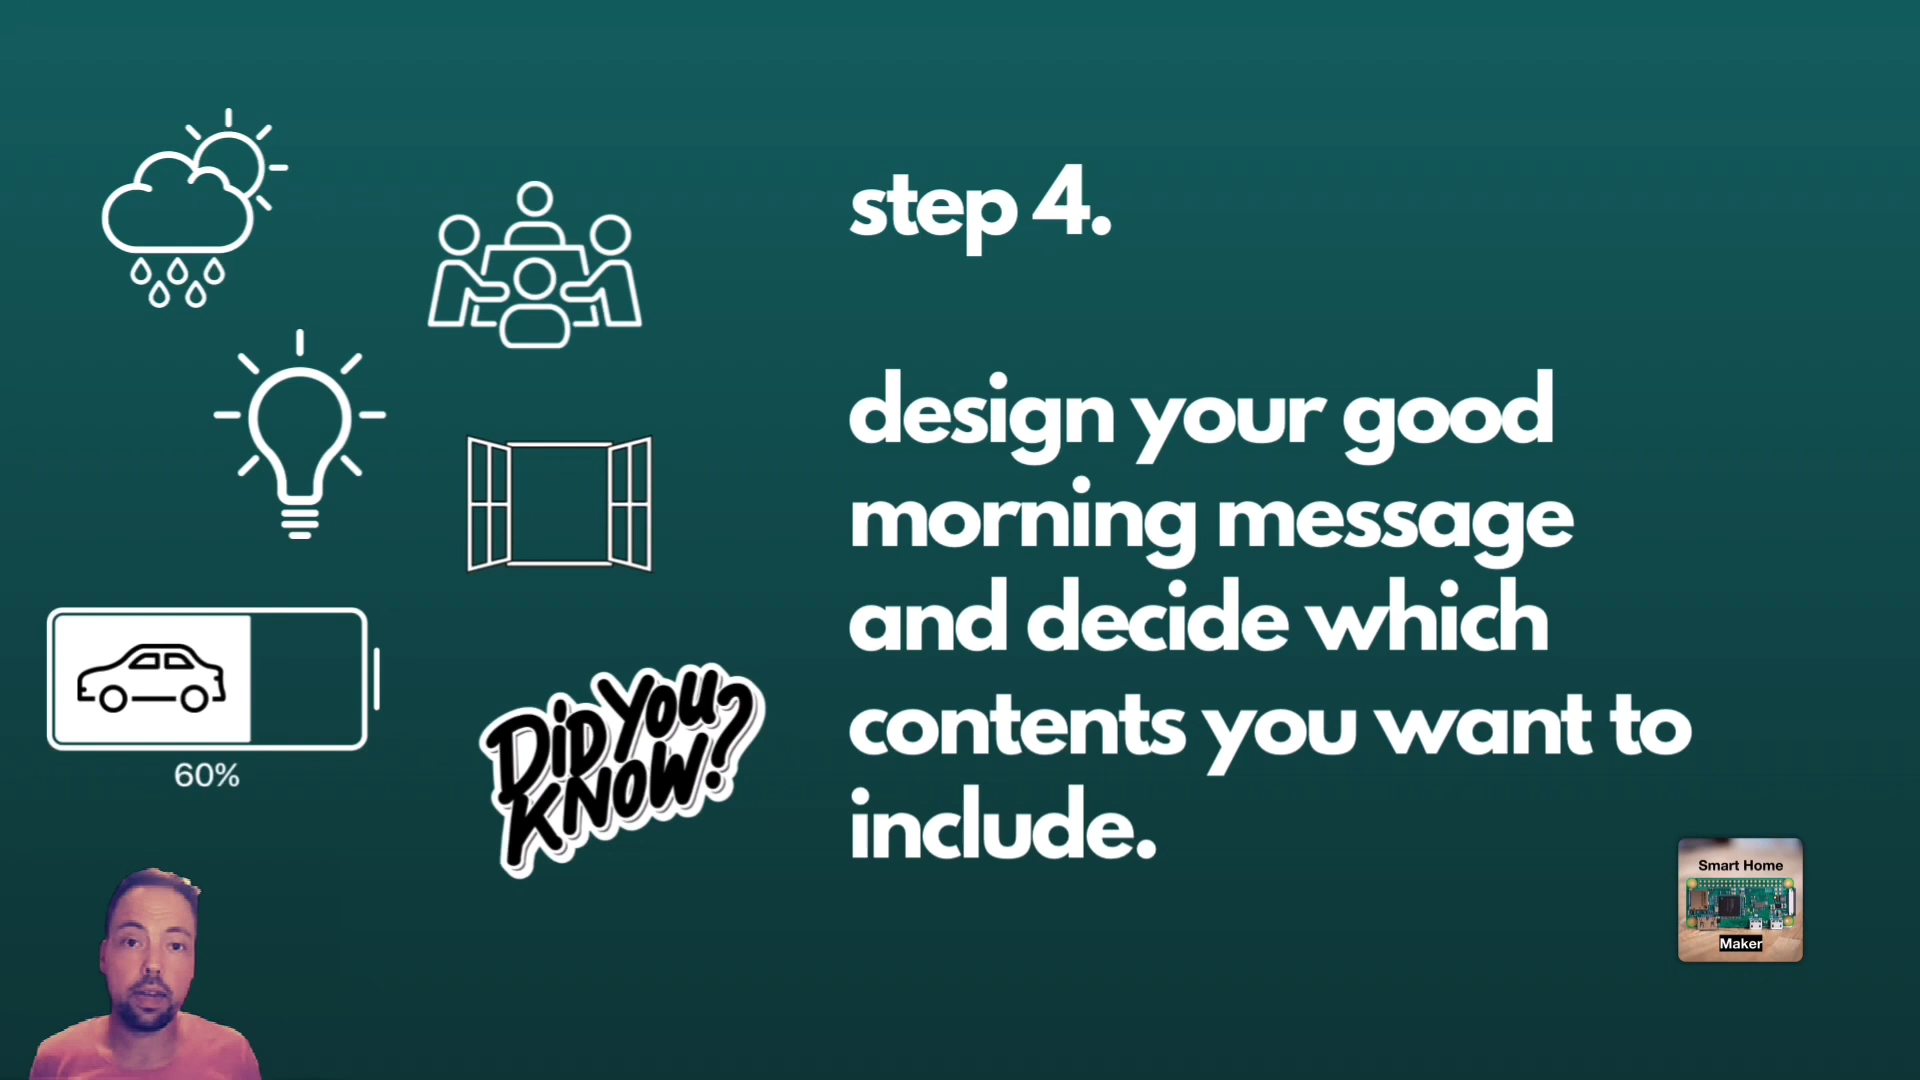 step 4.
design your good
morning message
and decide which
contents you want to
include.
60%
DiD YOU
KNOW?
Smart Home
Maker